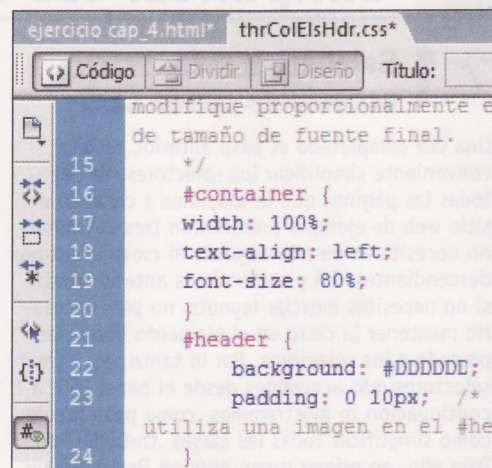 ejercicio cap_4.html* thrColElsHdr.css*
Código Dividir Diseño Título:
modifique proporcionalmente e
de tamaño de fuente final.
15 */
16 #container {
17 width: 100%;
18 text-align: left;
19 font-size: 80%;
20 }
21 #header {
22 background: #DDDDDD;
23 padding: 0 10px; /*
utiliza una imagen en el #he
24 }